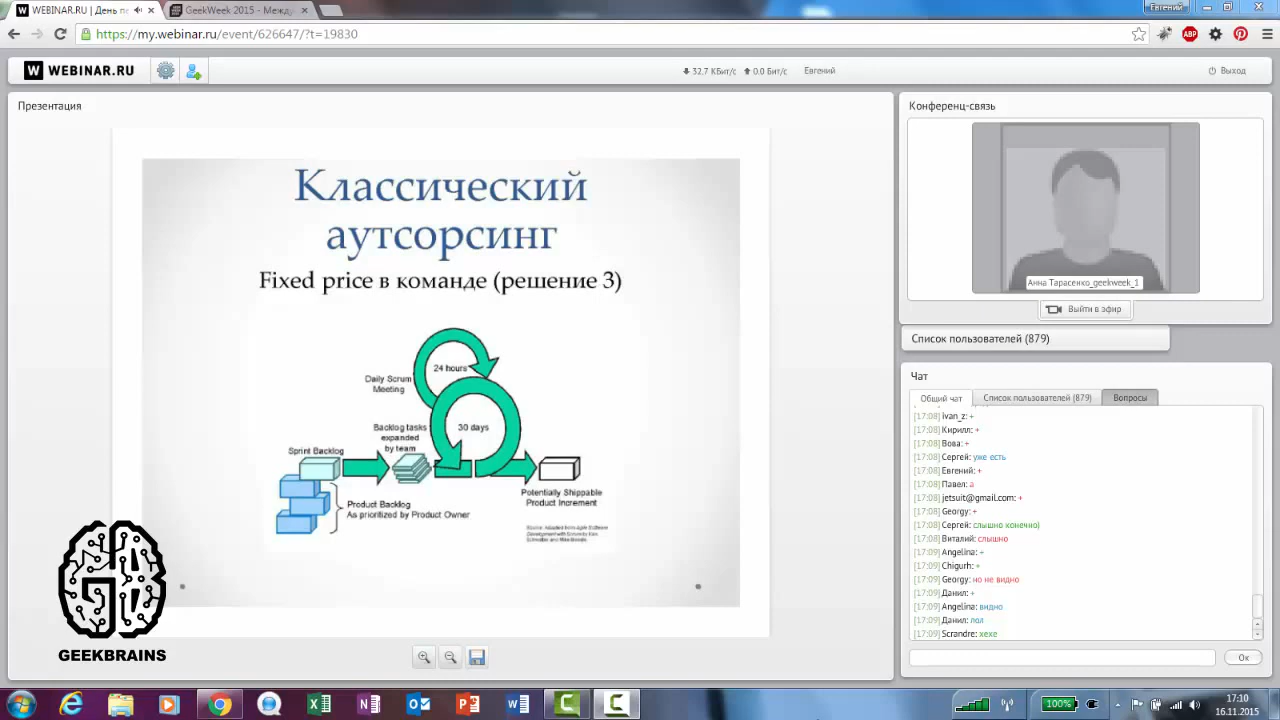 WEBINAR.RU | День пе
GeekWeek 2015 – Между
Евгений
https://my.webinar.ru/event/626647/?t=19830
ABP
W WEBINAR.RU
32.7 КБит/с 0.0 Бит/с Евгений
Выход
Презентация
Классический
аутсорсинг
Fixed price в команде (решение 3)
24 hours
Daily Scrum
Meeting
Backlog tasks
expanded
by team
30 days
Sprint Backlog
Potentially Shippable
Product Increment
Product Backlog
As prioritized by Product Owner
GEEKBRAINS
Конференц-связь
Анна Тарасенко_geekweek_1
Выйти в эфир
Список пользователей (879)
Чат
Общий чат
Список пользователей (879)
Вопросы
[17:08] ivan_z: +
[17:08] Кирилл: +
[17:08] Вова: +
[17:08] Сергей: уже есть
[17:08] Евгений: +
[17:08] Павел: а
[17:08] jetsuit@gmail.com: +
[17:08] Georgy: +
[17:08] Сергей: слышно конечно)
[17:08] Виталий: слышно
[17:09] Angelina: +
[17:09] Chigurh: +
[17:09] Georgy: но не видно
[17:09] Данил: +
[17:09] Angelina: видно
[17:09] Данил: лол
[17:09] Scrandre: хехе
Ок
100%
17:10
16.11.2015